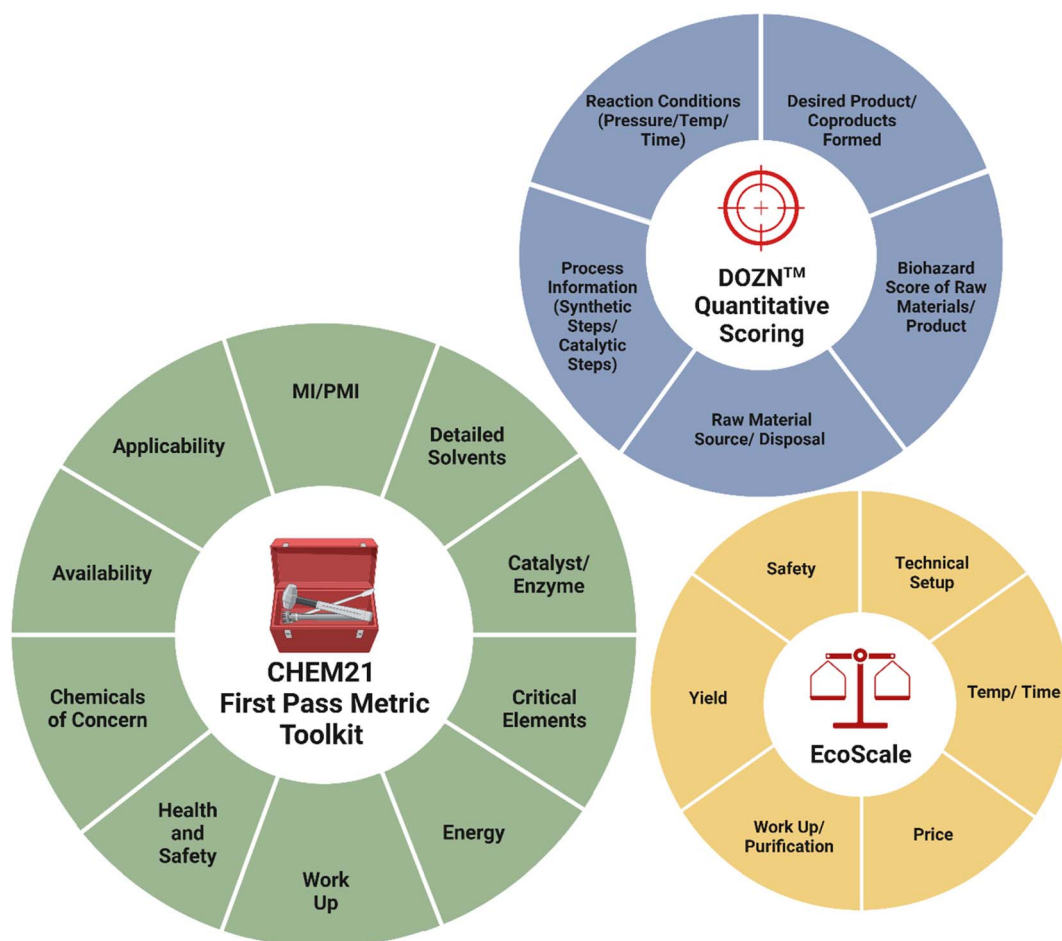 Reaction Conditions
(Pressure/Temp/
Time)
Desired Product/
Coproducts
Formed
Process
Information
(Synthetic
Steps/
Catalytic
Steps)
DOZN™
Quantitative
Scoring
Biohazard
Score of Raw
Materials/
Product
Raw Material
Source/ Disposal
MI/PMI
Detailed
Solvents
Applicability
Catalyst/
Enzyme
Availability
CHEM21
First Pass Metric
Toolkit
Chemicals
of Concern
Critical
Elements
Health
and
Safety
Energy
Work
Up
Safety
Technical
Setup
Yield
Temp/ Time
EcoScale
Work Up/
Purification
Price